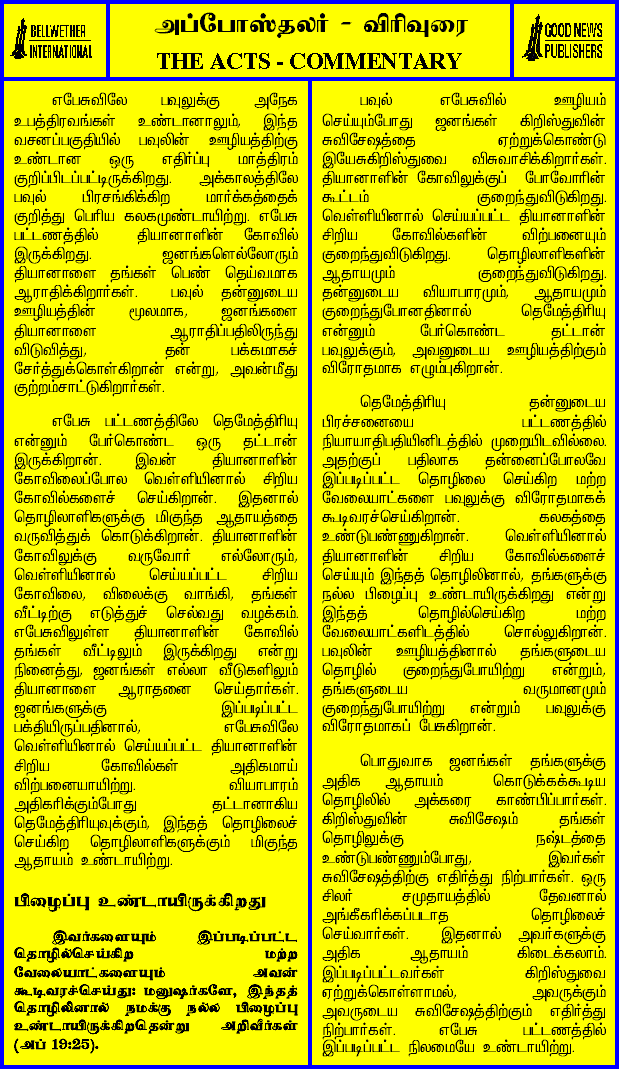 BELLWETHER
INTERNATIONAL
அப்போஸ்தலர் - விரிவுரை
THE ACTS - COMMENTARY
GOOD NEWS
PUBLISHERS
எபேசுவிலே பவுலுக்கு அநேக
உபத்திரவங்கள் உண்டானாலும், இந்த
வசனப்பகுதியில் பவுலின் ஊழியத்திற்கு
உண்டான ஒரு எதிர்ப்பு மாத்திரம்
குறிப்பிடப்பட்டிருக்கிறது. அக்காலத்திலே
பவுல் பிரசங்கிக்கிற மார்க்கத்தைக்
குறித்து பெரிய கலகமுண்டாயிற்று. எபேசு
பட்டணத்தில் தியானாளின் கோவில்
இருக்கிறது. ஜனங்களெல்லோரும்
தியானாளை தங்கள் பெண் தெய்வமாக
ஆராதிக்கிறார்கள். பவுல் தன்னுடைய
ஊழியத்தின் மூலமாக, ஜனங்களை
தியானாளை ஆராதிப்பதிலிருந்து
விடுவித்து, தன் பக்கமாகச்
சேர்த்துக்கொள்கிறான் என்று, அவன்மீது
குற்றம்சாட்டுகிறார்கள்.
எபேசு பட்டணத்திலே தெமேத்திரியு
என்னும் பேர்கொண்ட ஒரு தட்டான்
இருக்கிறான். இவன் தியானாளின்
கோவிலைப்போல வெள்ளியினால் சிறிய
கோவில்களைச் செய்கிறான். இதனால்
தொழிலாளிகளுக்கு மிகுந்த ஆதாயத்தை
வருவித்துக் கொடுக்கிறான். தியானாளின்
கோவிலுக்கு வருவோர் எல்லோரும்,
வெள்ளியினால் செய்யப்பட்ட சிறிய
கோவிலை, விலைக்கு வாங்கி, தங்கள்
வீட்டிற்கு எடுத்துச் செல்வது வழக்கம்.
எபேசுவிலுள்ள தியானாளின் கோவில்
தங்கள் வீட்டிலும் இருக்கிறது என்று
நினைத்து, ஜனங்கள் எல்லா வீடுகளிலும்
தியானாளை ஆராதனை செய்தார்கள்.
ஜனங்களுக்கு இப்படிப்பட்ட
பக்தியிருப்பதினால், எபேசுவிலே
வெள்ளியினால் செய்யப்பட்ட தியானாளின்
சிறிய கோவில்கள் அதிகமாய்
விற்பனையாயிற்று. வியாபாரம்
அதிகரிக்கும்போது தட்டானாகிய
தெமேத்திரியுவுக்கும், இந்தத் தொழிலைச்
செய்கிற தொழிலாளிகளுக்கும் மிகுந்த
ஆதாயம் உண்டாயிற்று.
பிழைப்பு உண்டாயிருக்கிறது
இவர்களையும் இப்படிப்பட்ட
தொழில்செய்கிற மற்ற
வேலையாட்களையும் அவன்
கூடிவரச்செய்து: மனுஷர்களே, இந்தத்
தொழிலினால் நமக்கு நல்ல பிழைப்பு
உண்டாயிருக்கிறதென்று அறிவீர்கள்
(அப் 19:25).
பவுல் எபேசுவில் ஊழியம்
செய்யும்போது ஜனங்கள் கிறிஸ்துவின்
சுவிசேஷத்தை ஏற்றுக்கொண்டு
இயேசுகிறிஸ்துவை விசுவாசிக்கிறார்கள்.
தியானாளின் கோவிலுக்குப் போவோரின்
கூட்டம் குறைந்துவிடுகிறது.
வெள்ளியினால் செய்யப்பட்ட தியானாளின்
சிறிய கோவில்களின் விற்பனையும்
குறைந்துவிடுகிறது. தொழிலாளிகளின்
ஆதாயமும் குறைந்துவிடுகிறது.
தன்னுடைய வியாபாரமும், ஆதாயமும்
குறைந்துபோனதினால் தெமேத்திரியு
என்னும் பேர்கொண்ட தட்டான்
பவுலுக்கும், அவனுடைய ஊழியத்திற்கும்
விரோதமாக எழும்புகிறான்.
தெமேத்திரியு தன்னுடைய
பிரச்சனையை பட்டணத்தில்
நியாயாதிபதியினிடத்தில் முறையிடவில்லை.
அதற்குப் பதிலாக தன்னைப்போலவே
இப்படிப்பட்ட தொழிலை செய்கிற மற்ற
வேலையாட்களை பவுலுக்கு விரோதமாகக்
கூடிவரச்செய்கிறான். கலகத்தை
உண்டுபண்ணுகிறான். வெள்ளியினால்
தியானாளின் சிறிய கோவில்களைச்
செய்யும் இந்தத் தொழிலினால், தங்களுக்கு
நல்ல பிழைப்பு உண்டாயிருக்கிறது என்று
இந்தத் தொழில்செய்கிற மற்ற
வேலையாட்களிடத்தில் சொல்லுகிறான்.
பவுலின் ஊழியத்தினால் தங்களுடைய
தொழில் குறைந்துபோயிற்று என்றும்,
தங்களுடைய வருமானமும்
குறைந்துபோயிற்று என்றும் பவுலுக்கு
விரோதமாகப் பேசுகிறான்.
பொதுவாக ஜனங்கள் தங்களுக்கு
அதிக ஆதாயம் கொடுக்கக்கூடிய
தொழிலில் அக்கரை காண்பிப்பார்கள்.
கிறிஸ்துவின் சுவிசேஷம் தங்கள்
தொழிலுக்கு நஷ்டத்தை
உண்டுபண்ணும்போது, இவர்கள்
சுவிசேஷத்திற்கு எதிர்த்து நிற்பார்கள். ஒரு
சிலர் சமுதாயத்தில் தேவனால்
அங்கீகரிக்கப்படாத தொழிலைச்
செய்வார்கள். இதனால் அவர்களுக்கு
அதிக ஆதாயம் கிடைக்கலாம்.
இப்படிப்பட்டவர்கள் கிறிஸ்துவை
ஏற்றுக்கொள்ளாமல், அவருக்கும்
அவருடைய சுவிசேஷத்திற்கும் எதிர்த்து
நிற்பார்கள். எபேசு பட்டணத்தில்
இப்படிப்பட்ட நிலமையே உண்டாயிற்று.